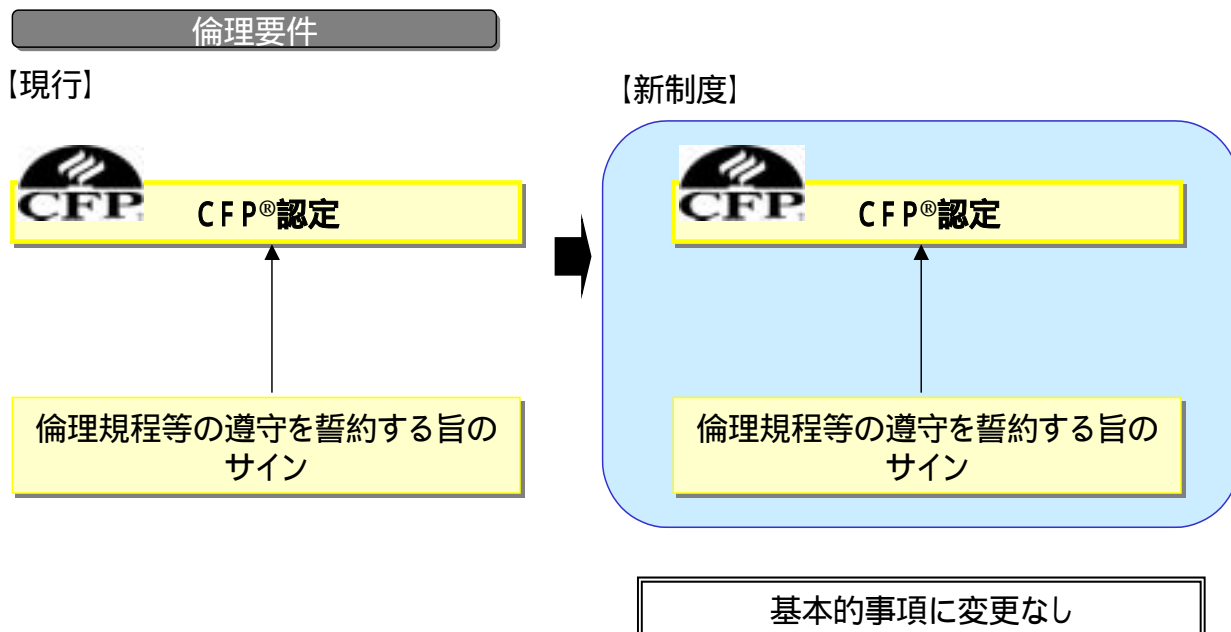 倫理要件
【現行】
【新制度】
CFP
CFP®認定
CFP
CFP®認定
倫理規程等の遵守を誓約する旨の
サイン
倫理規程等の遵守を誓約する旨の
サイン
基本的事項に変更なし